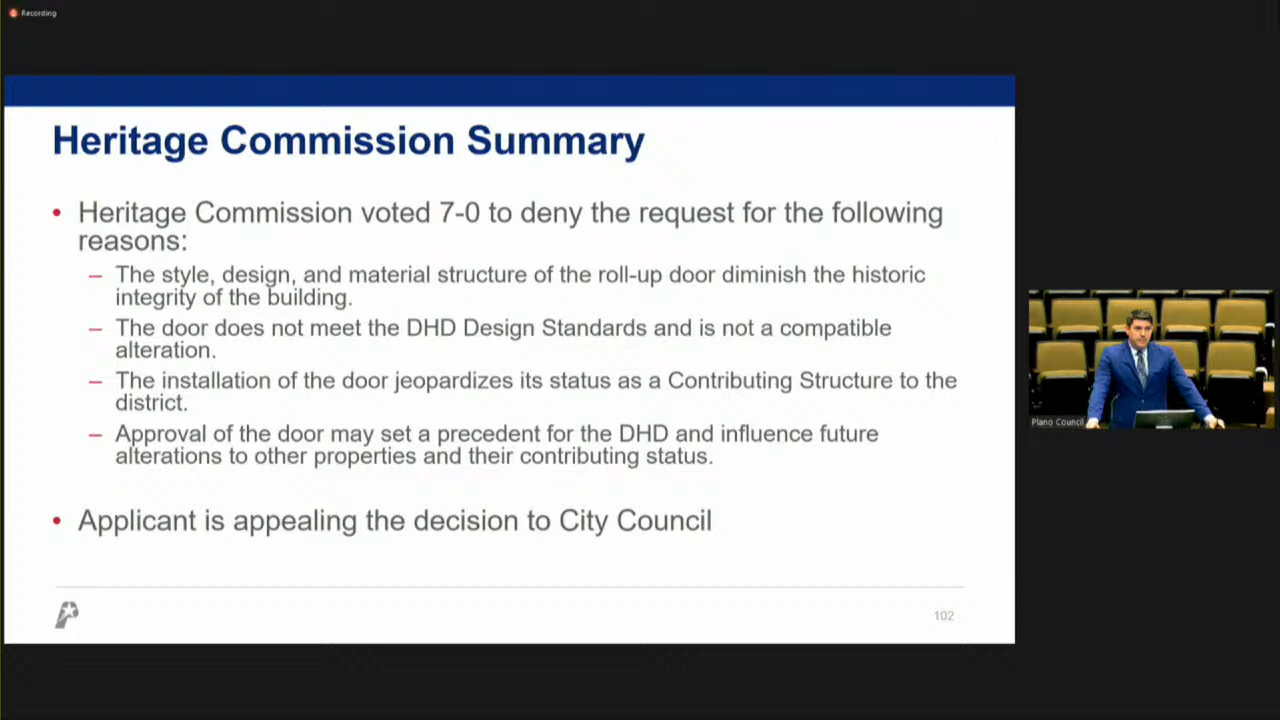 Recording
Heritage Commission Summary
• Heritage Commission voted 7-0 to deny the request for the following
reasons:
– The style, design, and material structure of the roll-up door diminish the historic
integrity of the building.
– The door does not meet the DHD Design Standards and is not a compatible
alteration.
– The installation of the door jeopardizes its status as a Contributing Structure to the
district.
– Approval of the door may set a precedent for the DHD and influence future
alterations to other properties and their contributing status.
• Applicant is appealing the decision to City Council
102
Plano Council